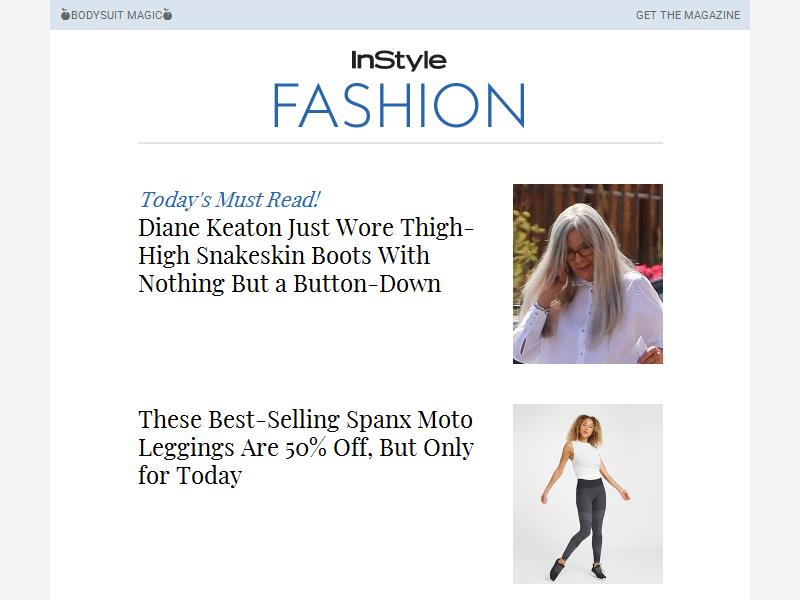 BODYSUIT MAGIC
GET THE MAGAZINE
InStyle
FASHION
Today's Must Read!
Diane Keaton Just Wore Thigh-
High Snakeskin Boots With
Nothing But a Button-Down
These Best-Selling Spanx Moto
Leggings Are 50% Off, But Only
for Today